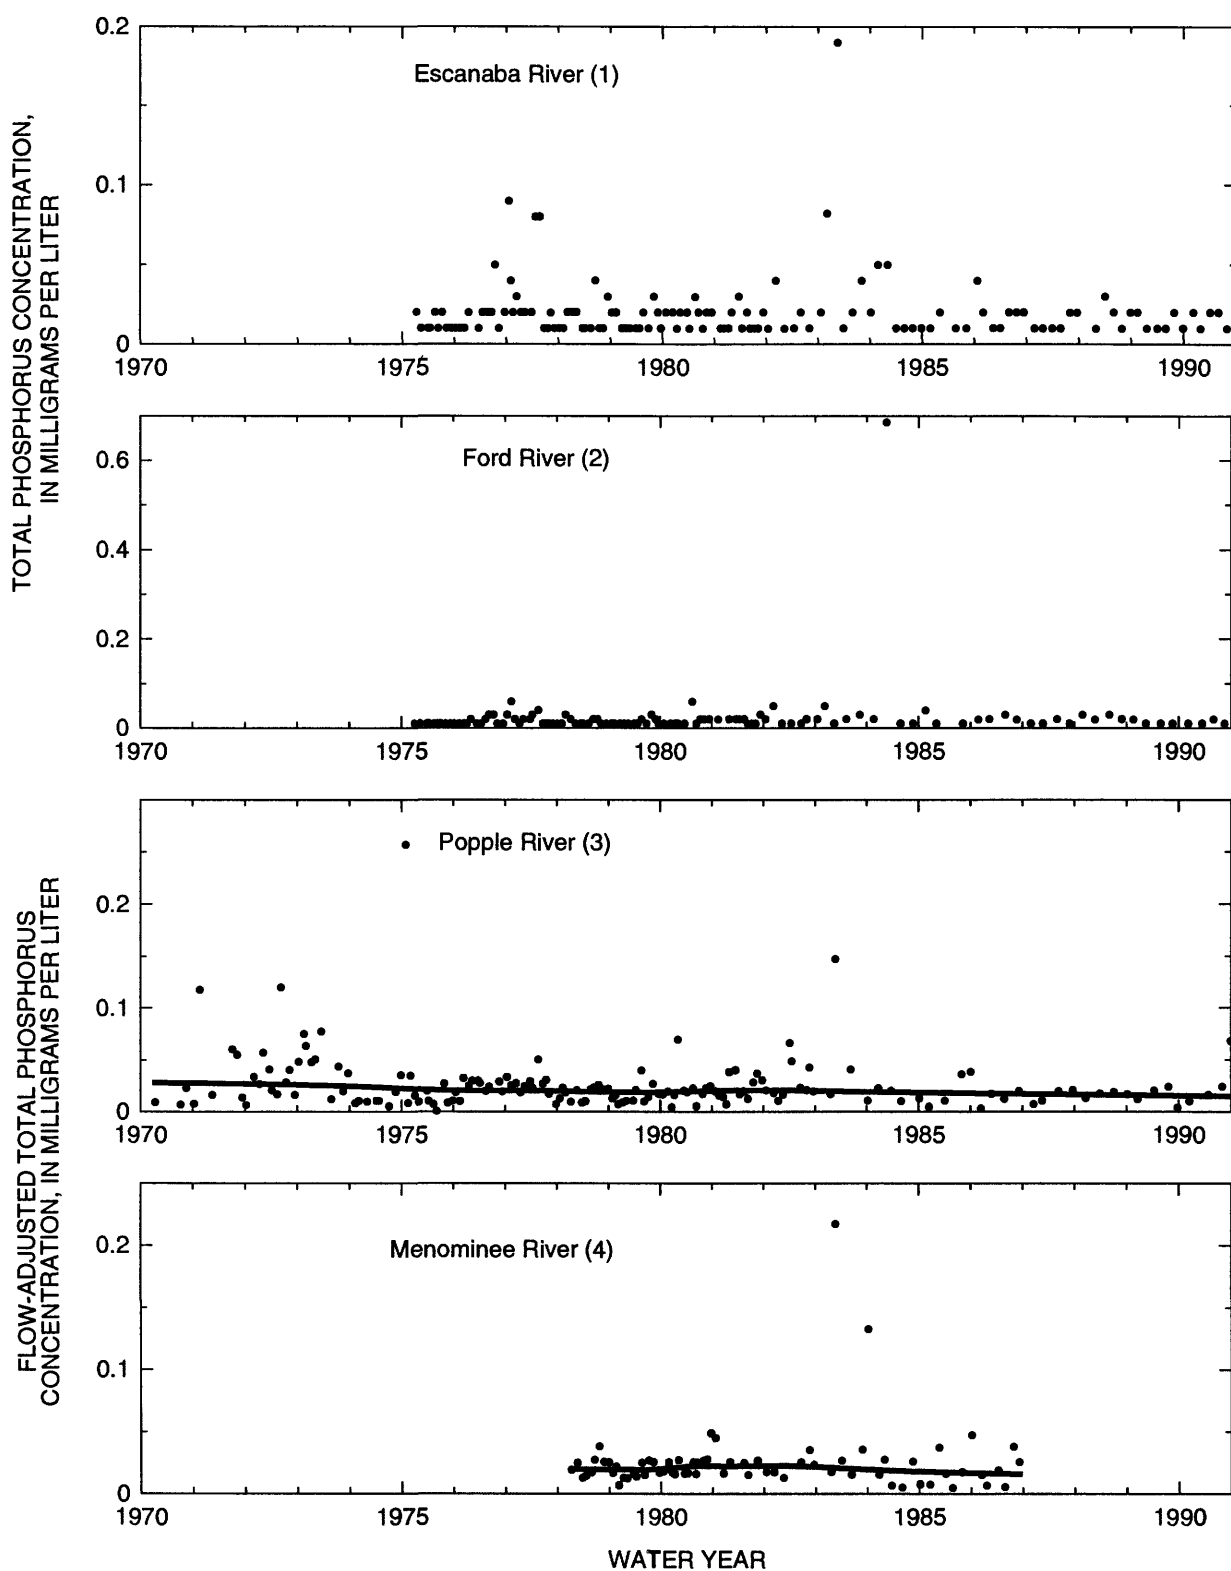 TOTAL PHOSPHORUS CONCENTRATION,
IN MILLIGRAMS PER LITER
0.2
Escanaba River (1)
0.1
0
1970 1975 1980 1985 1990
Ford River (2)
0.6
0.4
0.2
0
1970 1975 1980 1985 1990
FLOW-ADJUSTED TOTAL PHOSPHORUS
CONCENTRATION, IN MILLIGRAMS PER LITER
Popple River (3)
0.2
0.1
0
1970 1975 1980 1985 1990
0.2
Menominee River (4)
0.1
0
1970 1975 1980 1985 1990
WATER YEAR